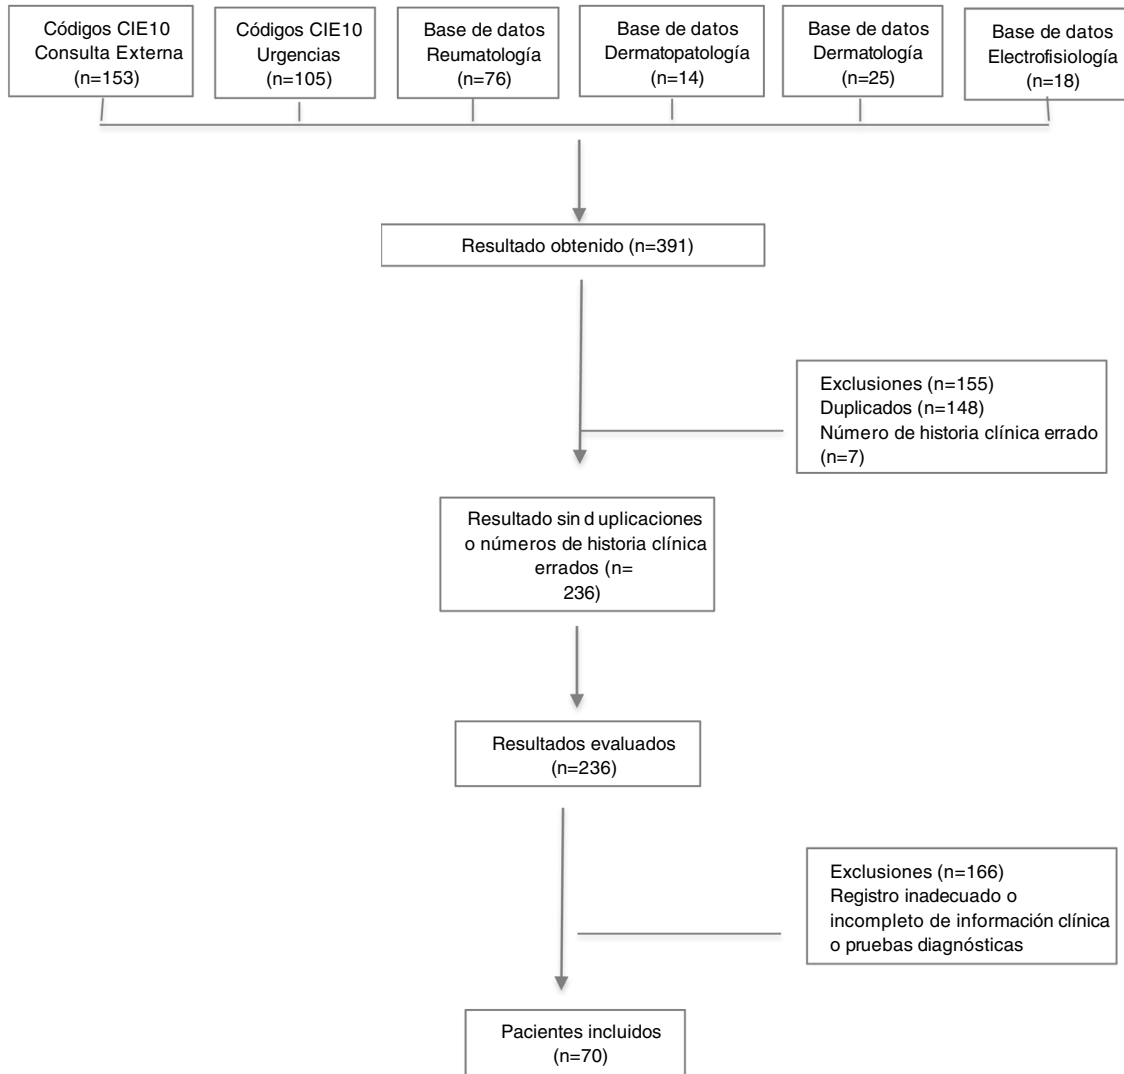 Códigos CIE10
Consulta Externa
(n=153)
Códigos CIE10
Urgencias
(n=105)
Base de datos
Reumatología
(n=76)
Base de datos
Dermatopatología
(n=14)
Base de datos
Dermatología
(n=25)
Base de datos
Electrofisiología
(n=18)
Resultado obtenido (n=391)
Exclusiones (n=155)
Duplicados (n=148)
Número de historia clínica errado
(n=7)
Resultado sin d uplicaciones
o números de historia clínica
errados (n=
236)
Resultados evaluados
(n=236)
Exclusiones (n=166)
Registro inadecuado o
incompleto de información clínica
o pruebas diagnósticas
Pacientes incluidos
(n=70)